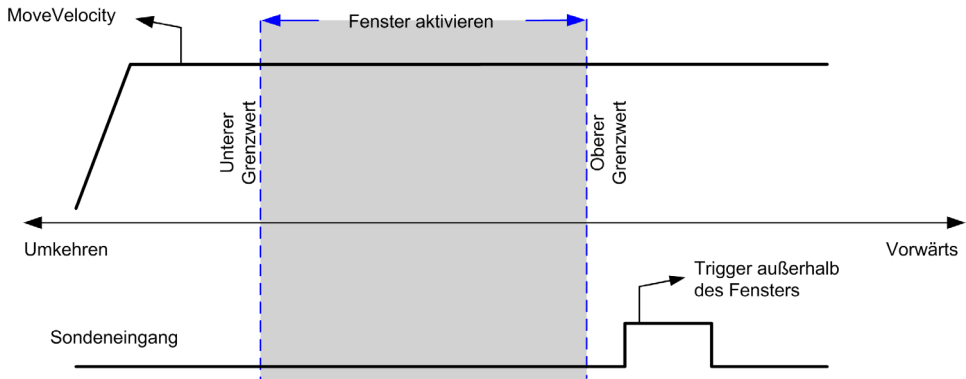 MoveVelocity
Fenster aktivieren
Unterer
Grenzwert
Oberer
Grenzwert
Umkehren
Vorwärts
Trigger außerhalb
des Fensters
Sondeneingang